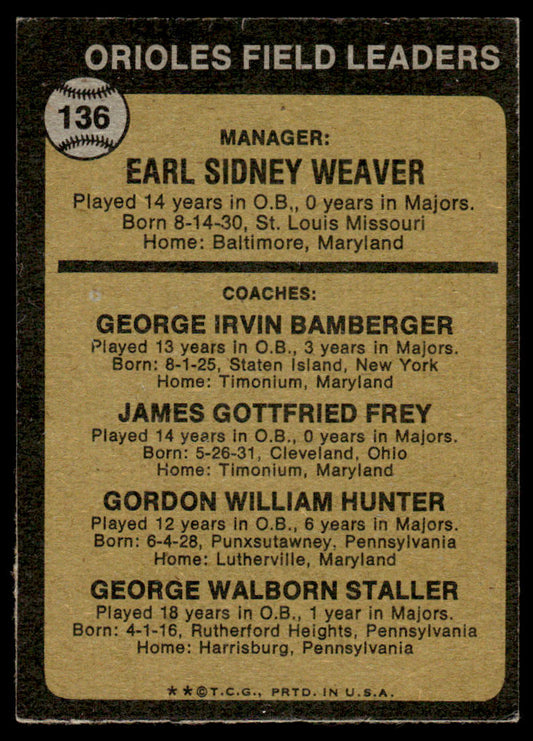 ORIOLES FIELD LEADERS
136
MANAGER:
EARL SIDNEY WEAVER
Played 14 years in O.B., 0 years in Majors.
Born 8-14-30, St. Louis Missouri
Home: Baltimore, Maryland
COACHES:
GEORGE IRVIN BAMBERGER
Played 13 years in O.B., 3 years in Majors.
Born: 8-1-25, Staten Island, New York
Home: Timonium, Maryland
JAMES GOTTFRIED FREY
Played 14 years in O.B., 0 years in Majors.
Born: 5-26-31, Cleveland, Ohio
Home: Timonium, Maryland
GORDON WILLIAM HUNTER
Played 12 years in O.B., 6 years in Majors.
Born: 6-4-28, Punxsutawney, Pennsylvania
Home: Lutherville, Maryland
GEORGE WALBORN STALLER
Played 18 years in O.B., 1 year in Majors.
Born: 4-1-16, Rutherford Heights, Pennsylvania
Home: Harrisburg, Pennsylvania
**©T.C.G., PRTD. IN U.S.A.